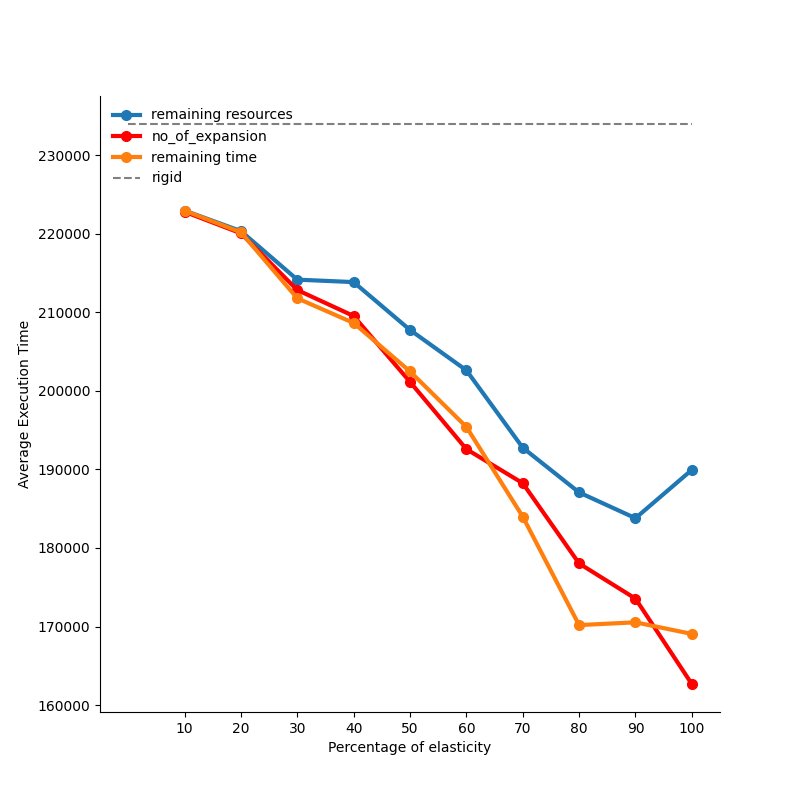 remaining resources
no_of_expansion
remaining time
rigid
230000
220000
210000
200000
190000
180000
170000
160000
Average Execution Time
10 20 30 40 50 60 70 80 90 100
Percentage of elasticity